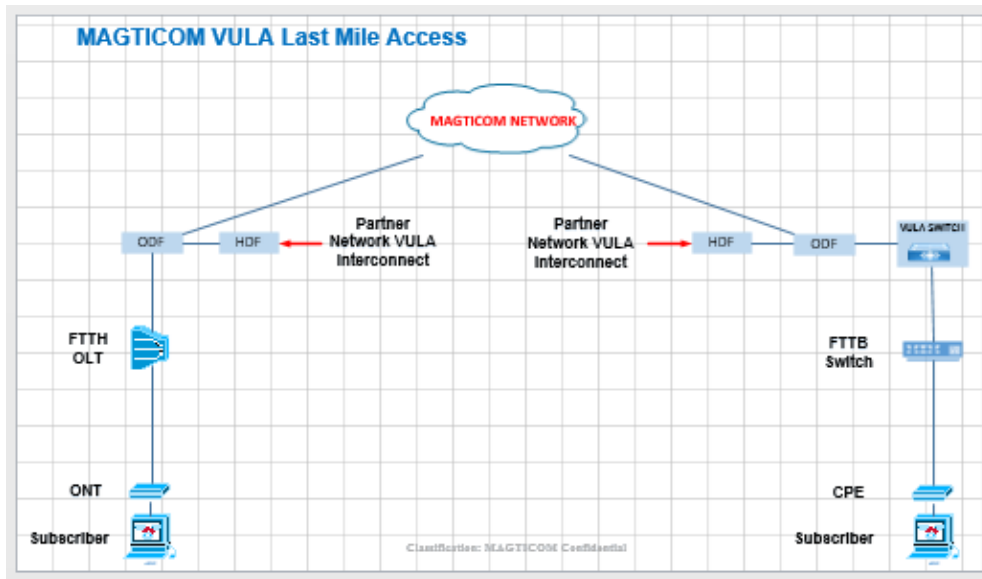 MAGTICOM VULA Last Mile Access
MAGTICOM NETWORK
ODF
HDF
Partner
Network VULA
Interconnect
Partner
Network VULA
Interconnect
HDF
ODF
VULA SWITCH
FTTH
OLT
FTTB
Switch
ONT
CPE
Subscriber
Subscriber
Classification: MAGTICOM Confidential